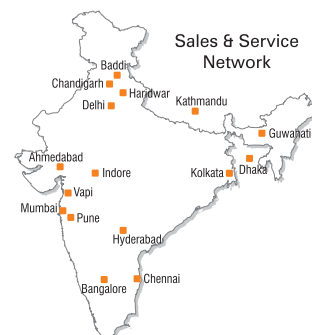 Sales & Service
Network
Baddi
Chandigarh
Haridwar
Delhi
Kathmandu
Guwahati
Ahmedabad
Indore
Kolkata
Dhaka
Vapi
Mumbai
Pune
Hyderabad
Bangalore
Chennai